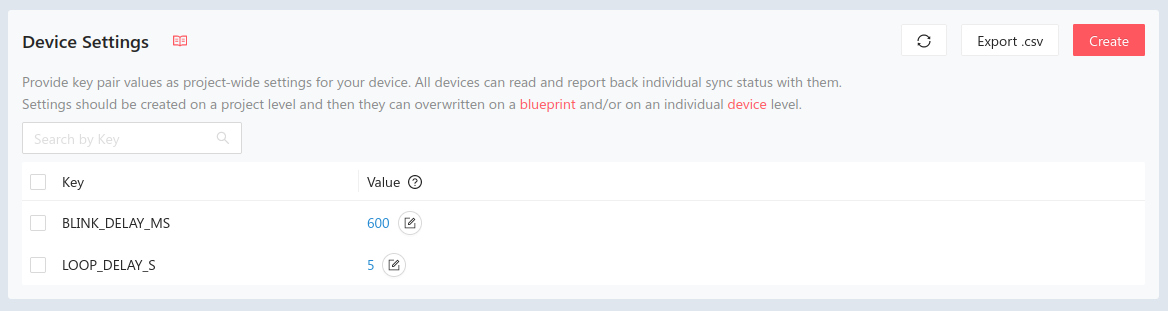 Device Settings
Export .csv
Create
Provide key pair values as project-wide settings for your device. All devices can read and report back individual sync status with them.
Settings should be created on a project level and then they can overwritten on a blueprint and/or on an individual device level.
Search by Key
Key Value
BLINK_DELAY_MS 600
LOOP_DELAY_S 5